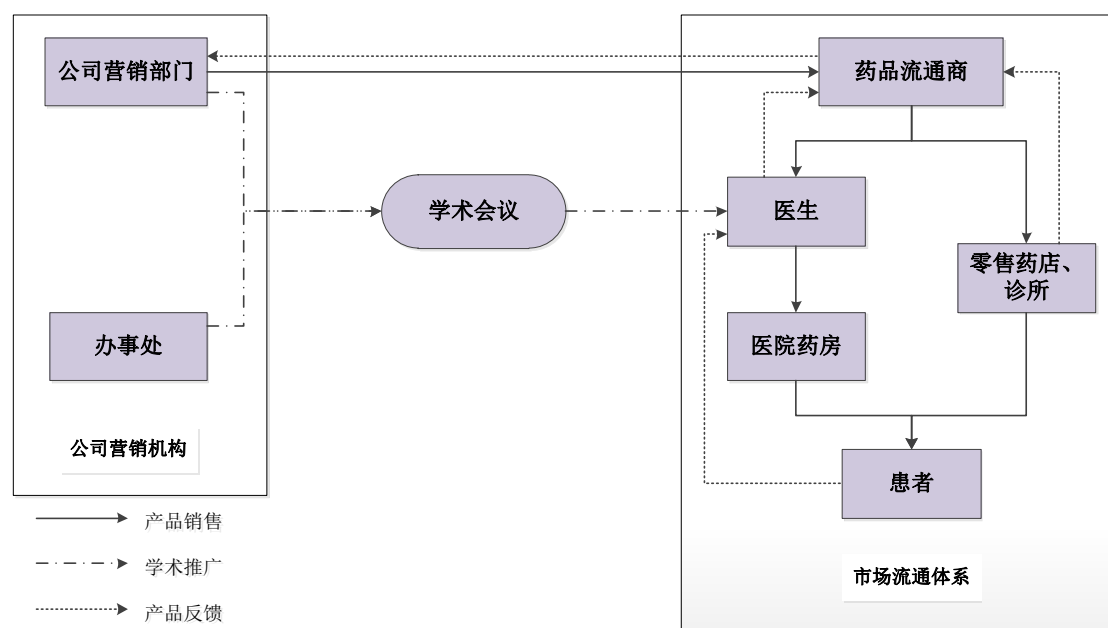 公司营销部门
药品流通商
学术会议
医生
零售药店、
诊所
办事处
医院药房
公司营销机构
患者
产品销售
学术推广
市场流通体系
产品反馈